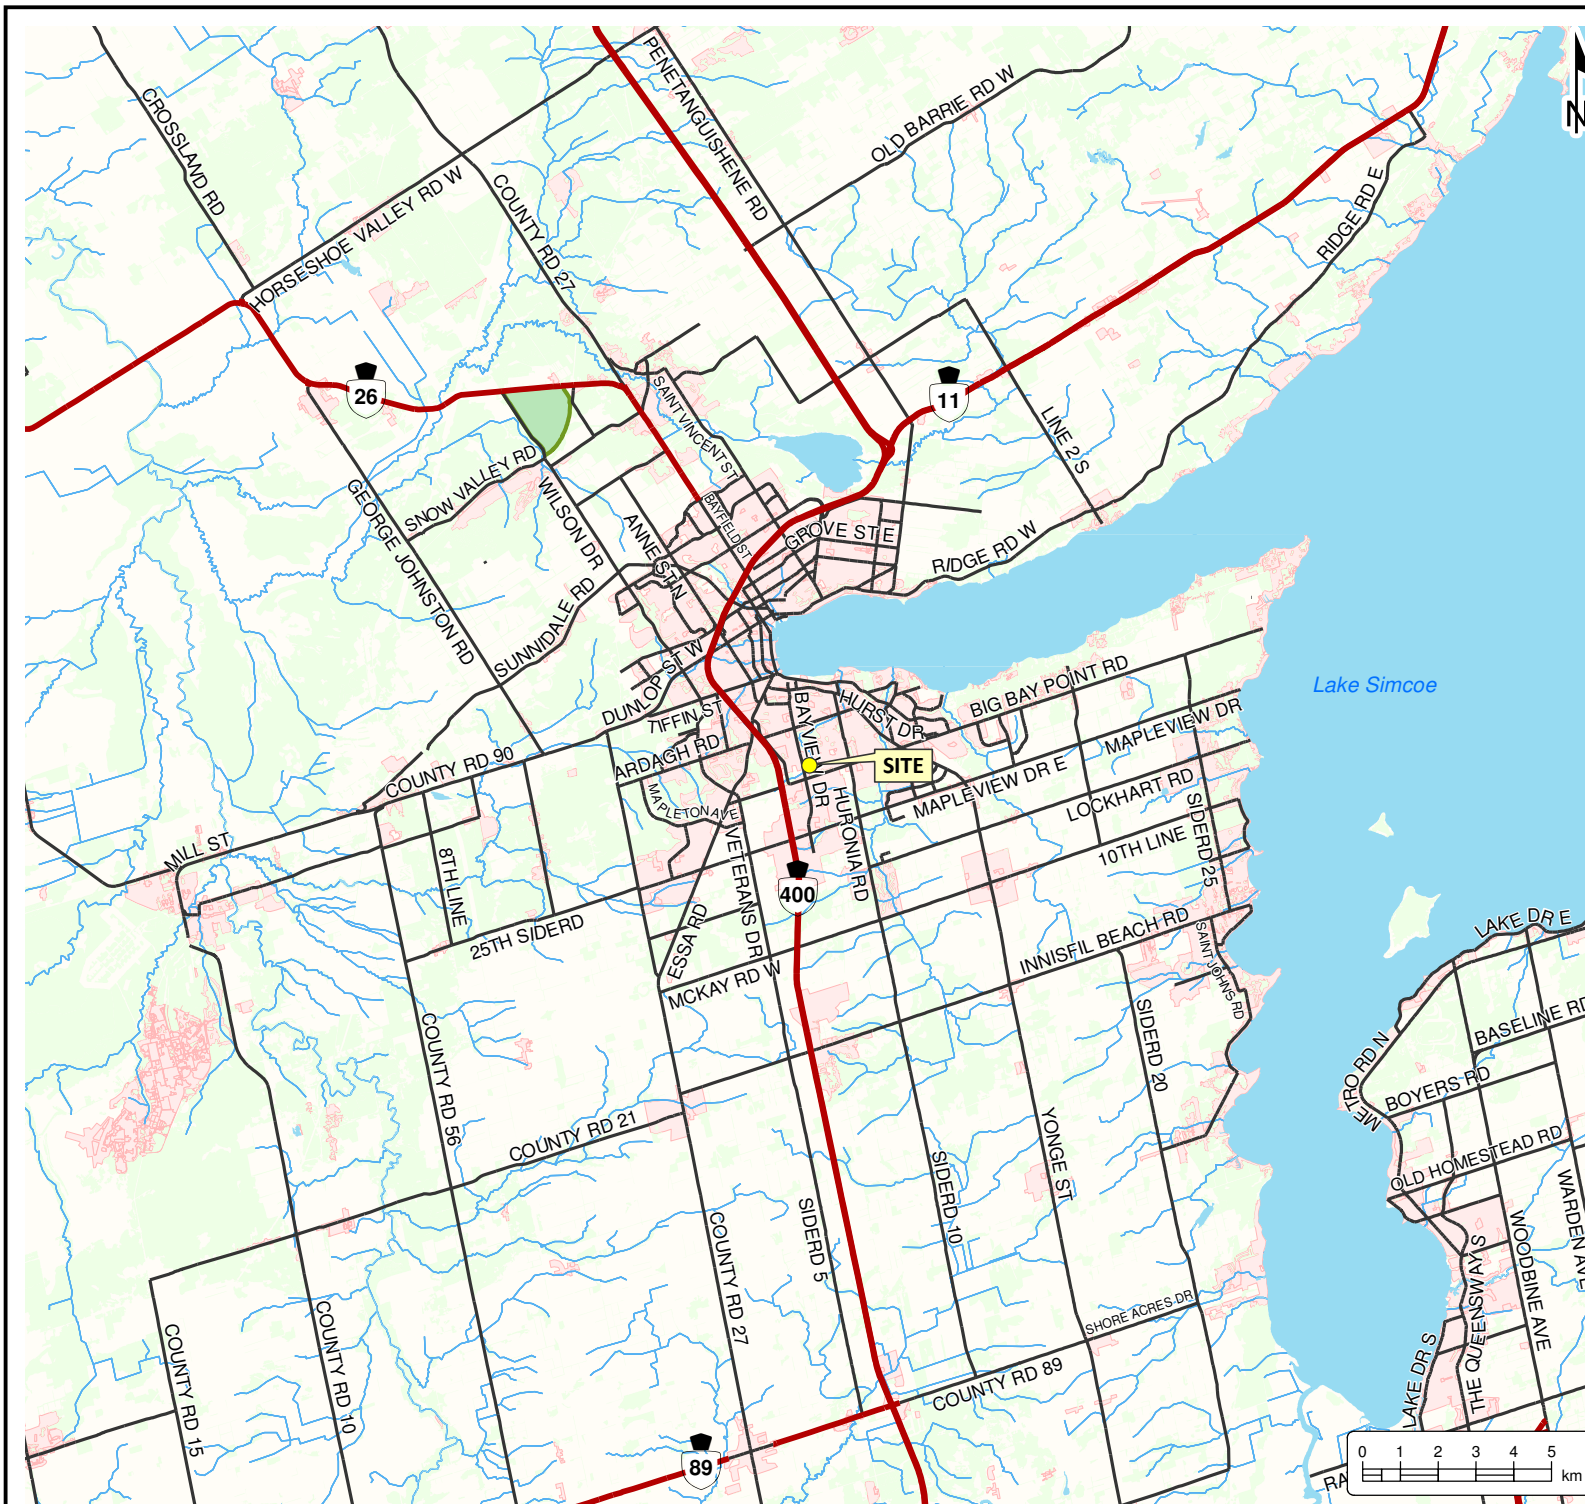 PENETANGUISHENE RD
OLD BARRIE RD W
N
CROSSLAND RD
HORSESHOE VALLEY RD W
COUNTY RD 27
RIDGE RD E
26
11
SAINT VINCENT ST
LINE 2 S
SNOW VALLEY RD
GEORGE JOHNSTON RD
WILSON DR
ANNE ST N
BAYFIELD ST
GROVE ST E
RIDGE RD W
SUNNIDALE RD
DUNLOP ST W
TIFFIN ST
BAYVIEW DR
HURST DR
BIG BAY POINT RD
Lake Simcoe
MAPLEVIEW DR
ARDAGH RD
COUNTY RD 90
SITE
MAPLEVIEW DR E
LOCKHART RD
MAPLETON AVE
HURONIA RD
SIDERD 25
10TH LINE
MILL ST
8TH LINE
VETERANS DR
400
25TH SIDERD
ESSA RD
MCKAY RD W
INNISFIL BEACH RD
SAINT JOHNS RD
LAKE DR E
BASELINE RD
METRO RD N
BOYERS RD
SIDERD 20
COUNTY RD 56
COUNTY RD 21
YONGE ST
OLD HOMESTEAD RD
SIDERD 10
SIDERD 5
WARDEN AVE
WOODBINE AVE
THE QUEENSWAY S
COUNTY RD 27
COUNTY RD 15
COUNTY RD 10
SHORE ACRES DR
COUNTY RD 89
LAKE DR S
89
0 1 2 3 4 5
km
RA